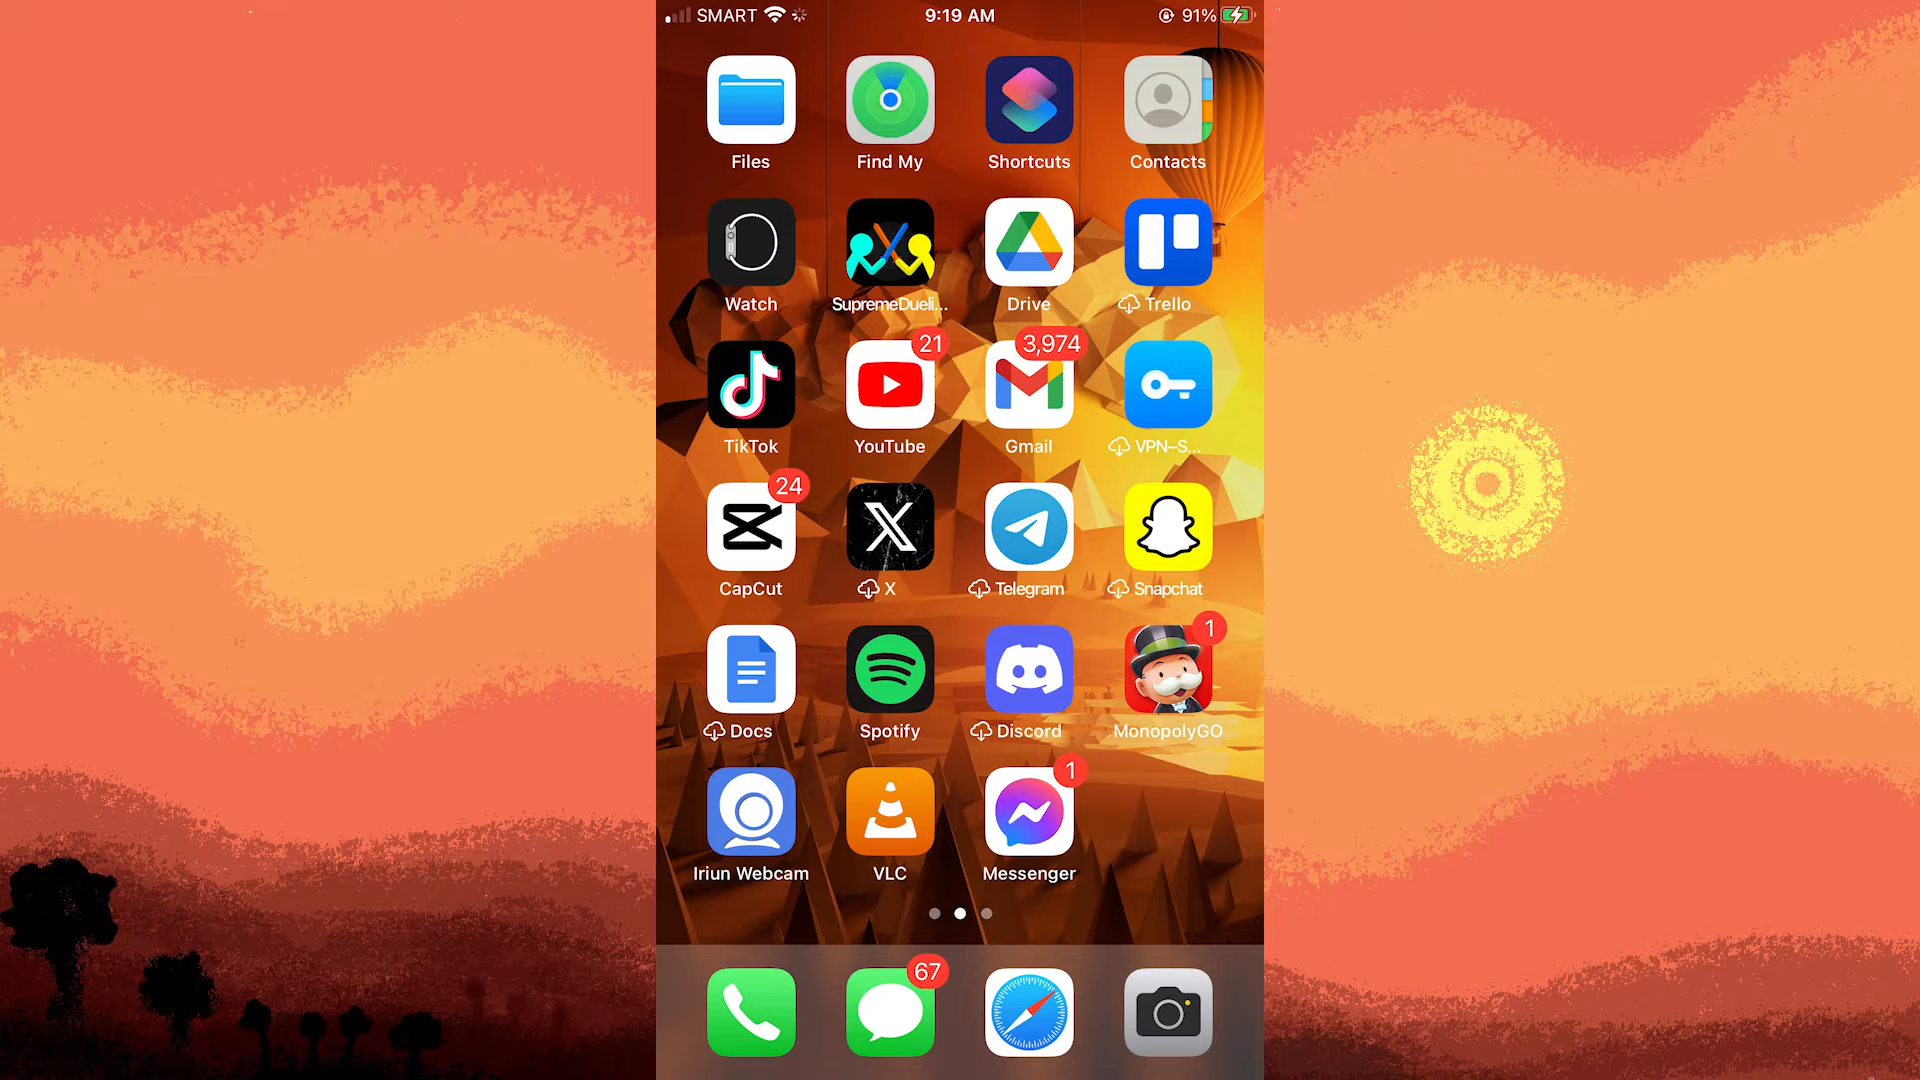 SMART 9:19 AM 91%
Files Find My Shortcuts Contacts
Watch SupremeDueli... Drive Trello
21 3,974
TikTok YouTube Gmail VPN–S...
24
CapCut X Telegram Snapchat
1
Docs Spotify Discord MonopolyGO
1
Iriun Webcam VLC Messenger
67